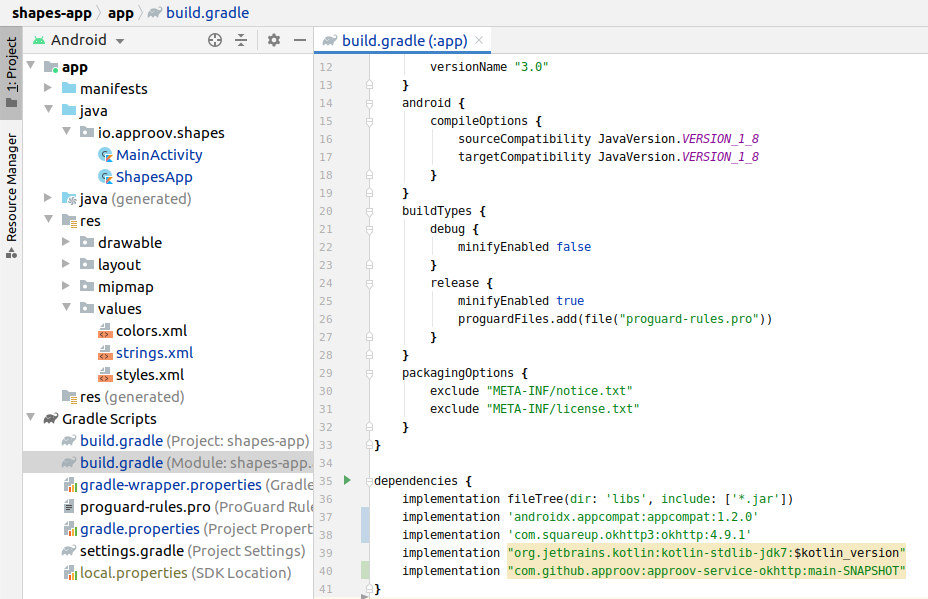 shapes-app app build.gradle
1: Project
Resource Manager
Android
app
manifests
java
io.approov.shapes
MainActivity
ShapesApp
java (generated)
res
drawable
layout
mipmap
values
colors.xml
strings.xml
styles.xml
res (generated)
Gradle Scripts
build.gradle (Project: shapes-app)
build.gradle (Module: shapes-app...
gradle-wrapper.properties (Gradle
proguard-rules.pro (ProGuard Rule
gradle.properties (Project Propert
settings.gradle (Project Settings)
local.properties (SDK Location)
build.gradle (:app)
12 versionName "3.0"
13 }
14 android {
15 compileOptions {
16 sourceCompatibility JavaVersion.VERSION_1_8
17 targetCompatibility JavaVersion.VERSION_1_8
18 }
19 }
20 buildTypes {
21 debug {
22 minifyEnabled false
23 }
24 release {
25 minifyEnabled true
26 proguardFiles.add(file("proguard-rules.pro"))
27 }
28 }
29 packagingOptions {
30 exclude "META-INF/notice.txt"
31 exclude "META-INF/license.txt"
32 }
33 }
34
35 dependencies {
36 implementation fileTree(dir: 'libs', include: ['*.jar'])
37 implementation 'androidx.appcompat:appcompat:1.2.0'
38 implementation 'com.squareup.okhttp3:okhttp:4.9.1'
39 implementation "org.jetbrains.kotlin:kotlin-stdlib-jdk7:$kotlin_version"
40 implementation "com.github.approov:approov-service-okhttp:main-SNAPSHOT"
41 }